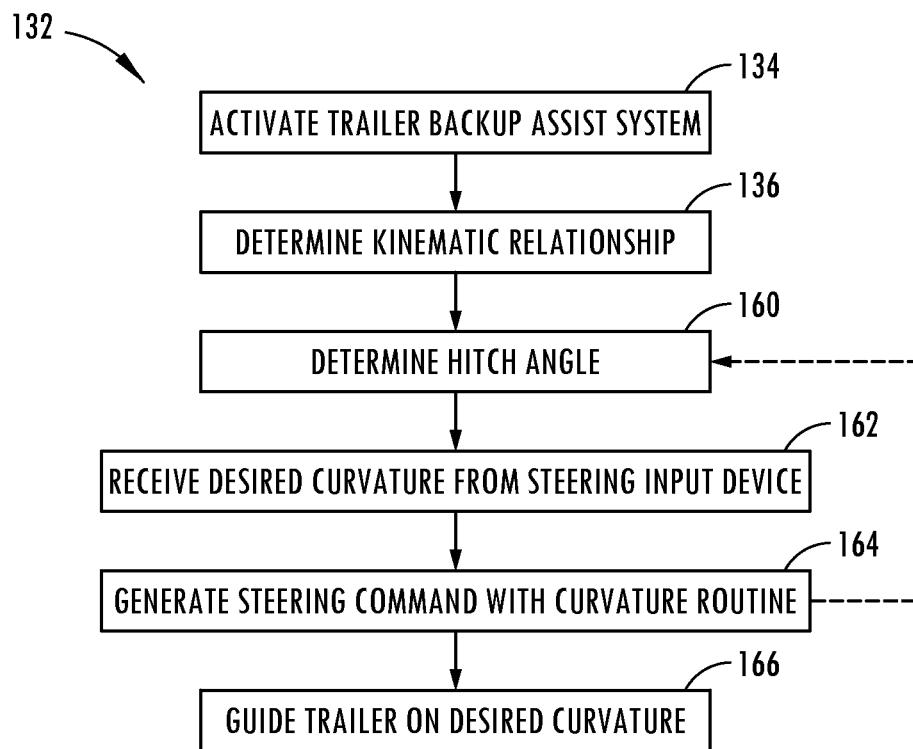 132
134
ACTIVATE TRAILER BACKUP ASSIST SYSTEM
136
DETERMINE KINEMATIC RELATIONSHIP
160
DETERMINE HITCH ANGLE
162
RECEIVE DESIRED CURVATURE FROM STEERING INPUT DEVICE
164
GENERATE STEERING COMMAND WITH CURVATURE ROUTINE
166
GUIDE TRAILER ON DESIRED CURVATURE